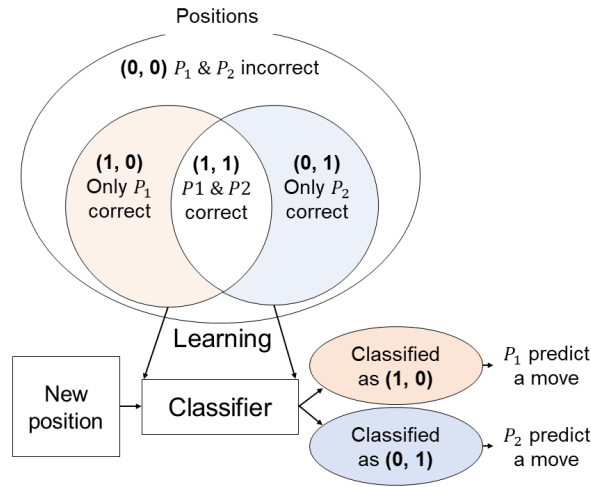 Positions
(0, 0) P₁ & P₂ incorrect
(1, 0)
Only P₁
correct
(1, 1)
P1 & P2
correct
(0, 1)
Only P₂
correct
Learning
New
position
Classifier
Classified
as (1, 0)
P₁ predict
a move
Classified
as (0, 1)
P₂ predict
a move